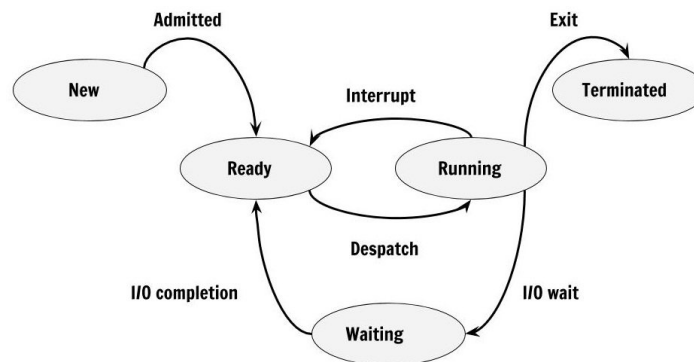 Admitted
Exit
New
Terminated
Interrupt
Ready
Running
Despatch
I/O completion
I/O wait
Waiting